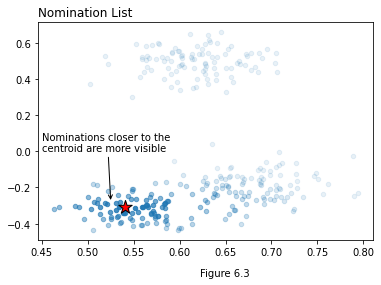 Nomination List
0.6
0.4
0.2
0.0
−0.2
−0.4
Nominations closer to the
centroid are more visible
0.45 0.50 0.55 0.60 0.65 0.70 0.75 0.80
Figure 6.3